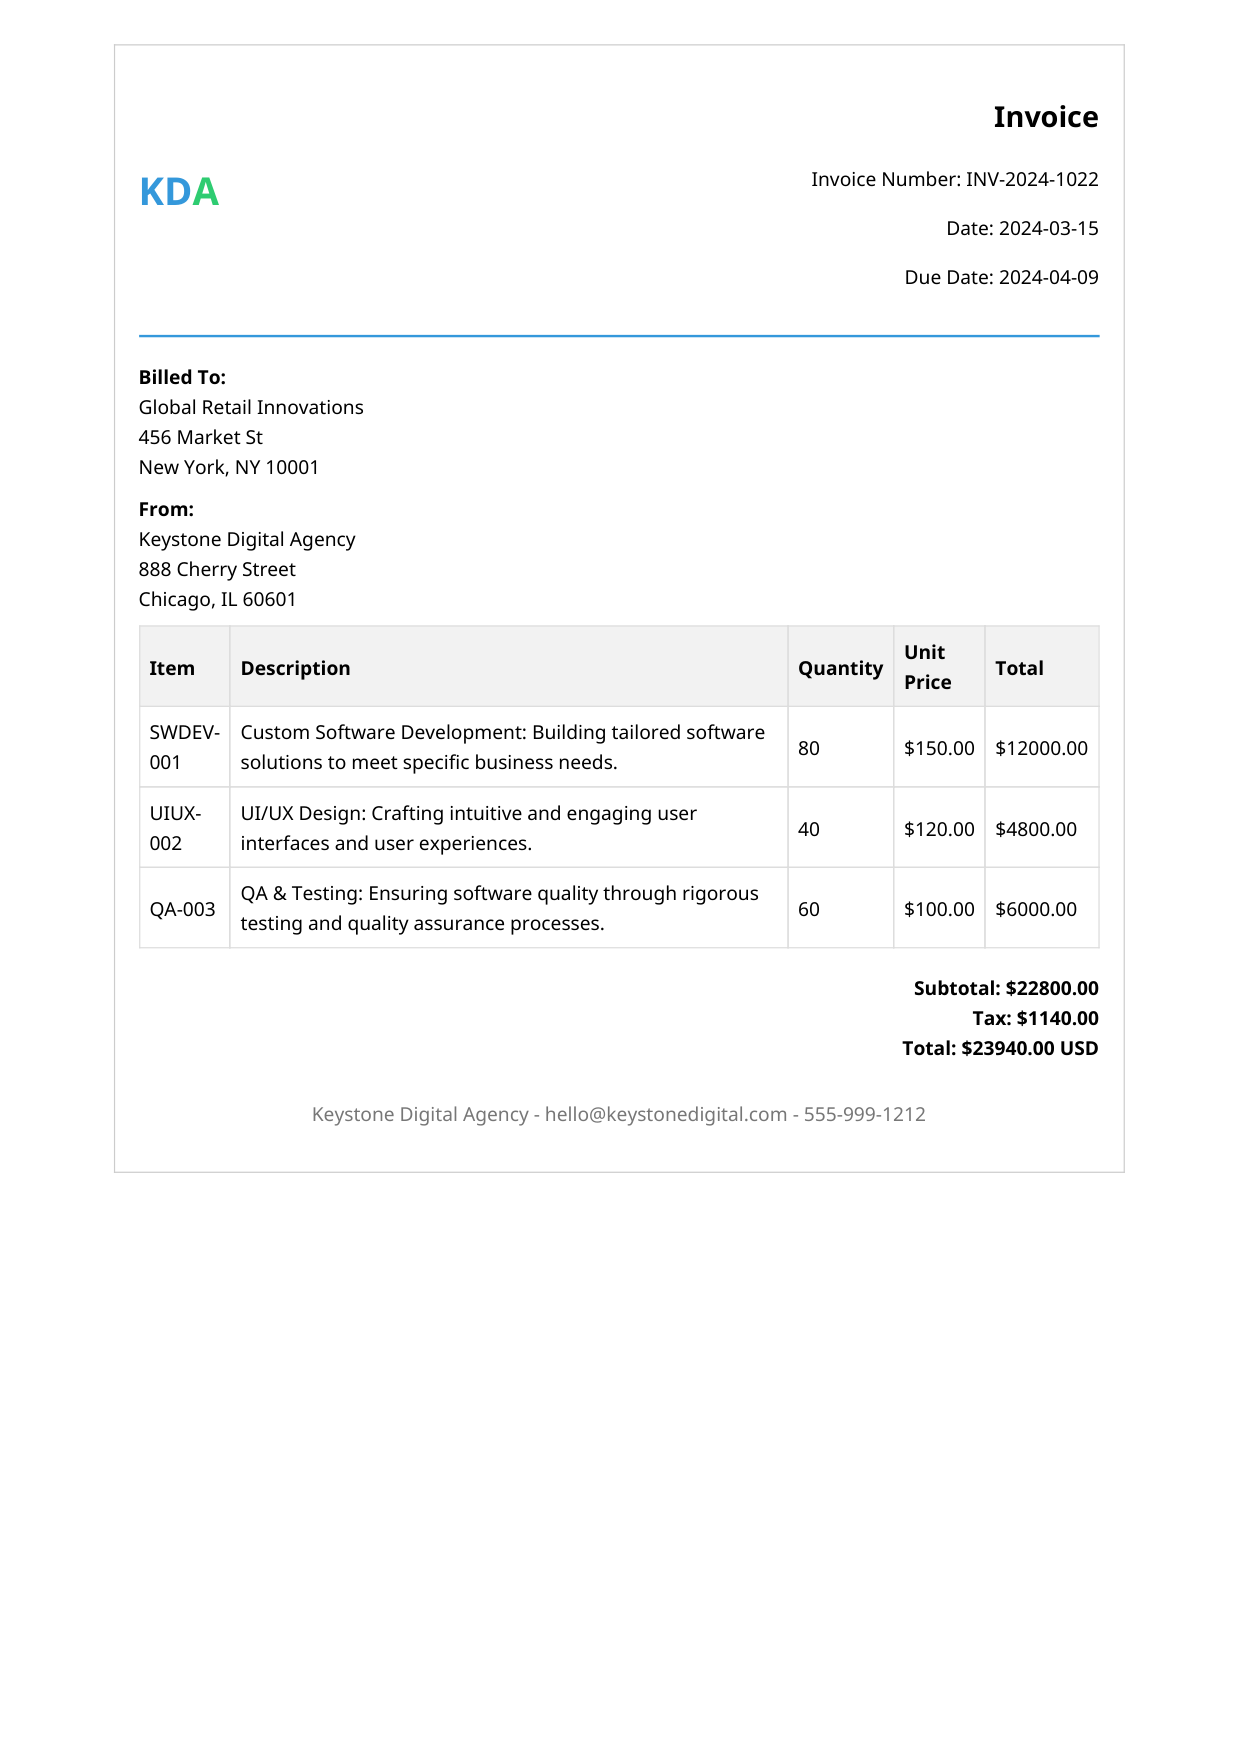 Invoice
KDA
Invoice Number: INV-2024-1022
Date: 2024-03-15
Due Date: 2024-04-09
Billed To:
Global Retail Innovations
456 Market St
New York, NY 10001
From:
Keystone Digital Agency
888 Cherry Street
Chicago, IL 60601
Item Description Quantity Unit Price Total
SWDEV-001 Custom Software Development: Building tailored software solutions to meet specific business needs. 80 $150.00 $12000.00
UIUX-002 UI/UX Design: Crafting intuitive and engaging user interfaces and user experiences. 40 $120.00 $4800.00
QA-003 QA & Testing: Ensuring software quality through rigorous testing and quality assurance processes. 60 $100.00 $6000.00
Subtotal: $22800.00
Tax: $1140.00
Total: $23940.00 USD
Keystone Digital Agency - hello@keystonedigital.com - 555-999-1212